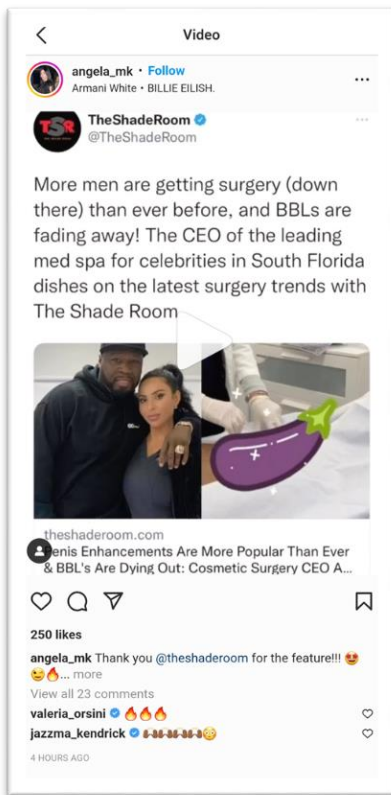 Video
angela_mk • Follow
Armani White • BILLIE EILISH.
TSR
TheShadeRoom
@TheShadeRoom
More men are getting surgery (down
there) than ever before, and BBLs are
fading away! The CEO of the leading
med spa for celebrities in South Florida
dishes on the latest surgery trends with
The Shade Room
theshaderoom.com
Penis Enhancements Are More Popular Than Ever
& BBL's Are Dying Out: Cosmetic Surgery CEO A...
250 likes
angela_mk Thank you @theshaderoom for the feature!!! 😍
😉🔥... more
View all 23 comments
valeria_orsini 🔥🔥🔥
jazzma_kendrick
4 HOURS AGO